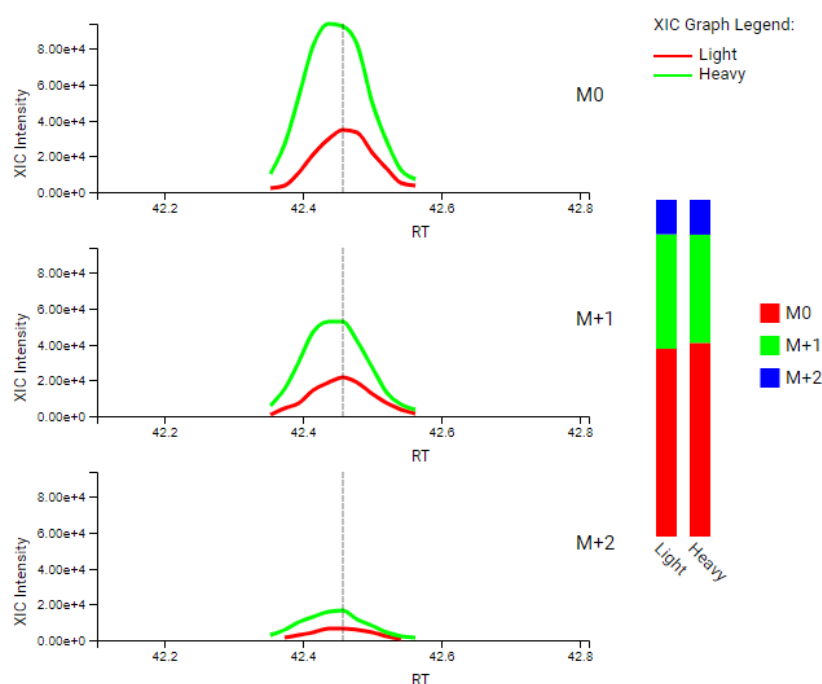 XIC Graph Legend:
Light
Heavy
8.00e+4
6.00e+4
4.00e+4
2.00e+4
0.00e+0
XIC Intensity
M0
42.2
42.4
42.6
42.8
RT
8.00e+4
6.00e+4
4.00e+4
2.00e+4
0.00e+0
XIC Intensity
M+1
42.2
42.4
42.6
42.8
RT
8.00e+4
6.00e+4
4.00e+4
2.00e+4
0.00e+0
XIC Intensity
M+2
42.2
42.4
42.6
42.8
RT
Light
Heavy
M0
M+1
M+2